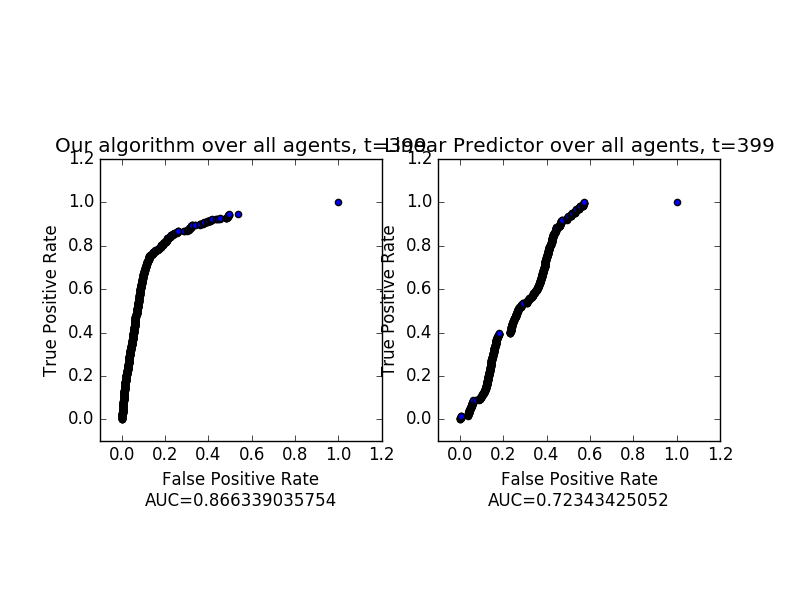 Our algorithm over all agents, t=399
Linear Predictor over all agents, t=399
1.2
1.0
0.8
0.6
0.4
0.2
0.0
True Positive Rate
0.0 0.2 0.4 0.6 0.8 1.0 1.2
False Positive Rate
AUC=0.866339035754
1.2
1.0
0.8
0.6
0.4
0.2
0.0
True Positive Rate
0.0 0.2 0.4 0.6 0.8 1.0 1.2
False Positive Rate
AUC=0.72343425052